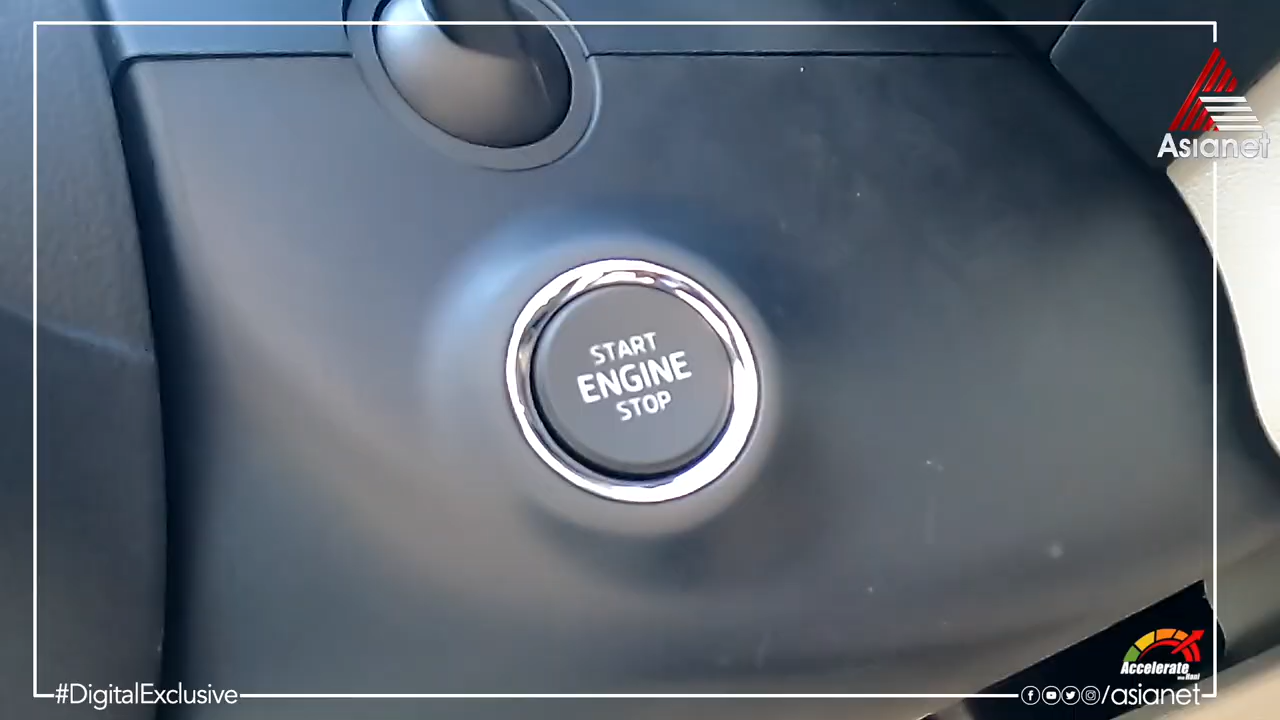 Asianet
START
ENGINE
STOP
Accelerate
#DigitalExclusive
/asianet